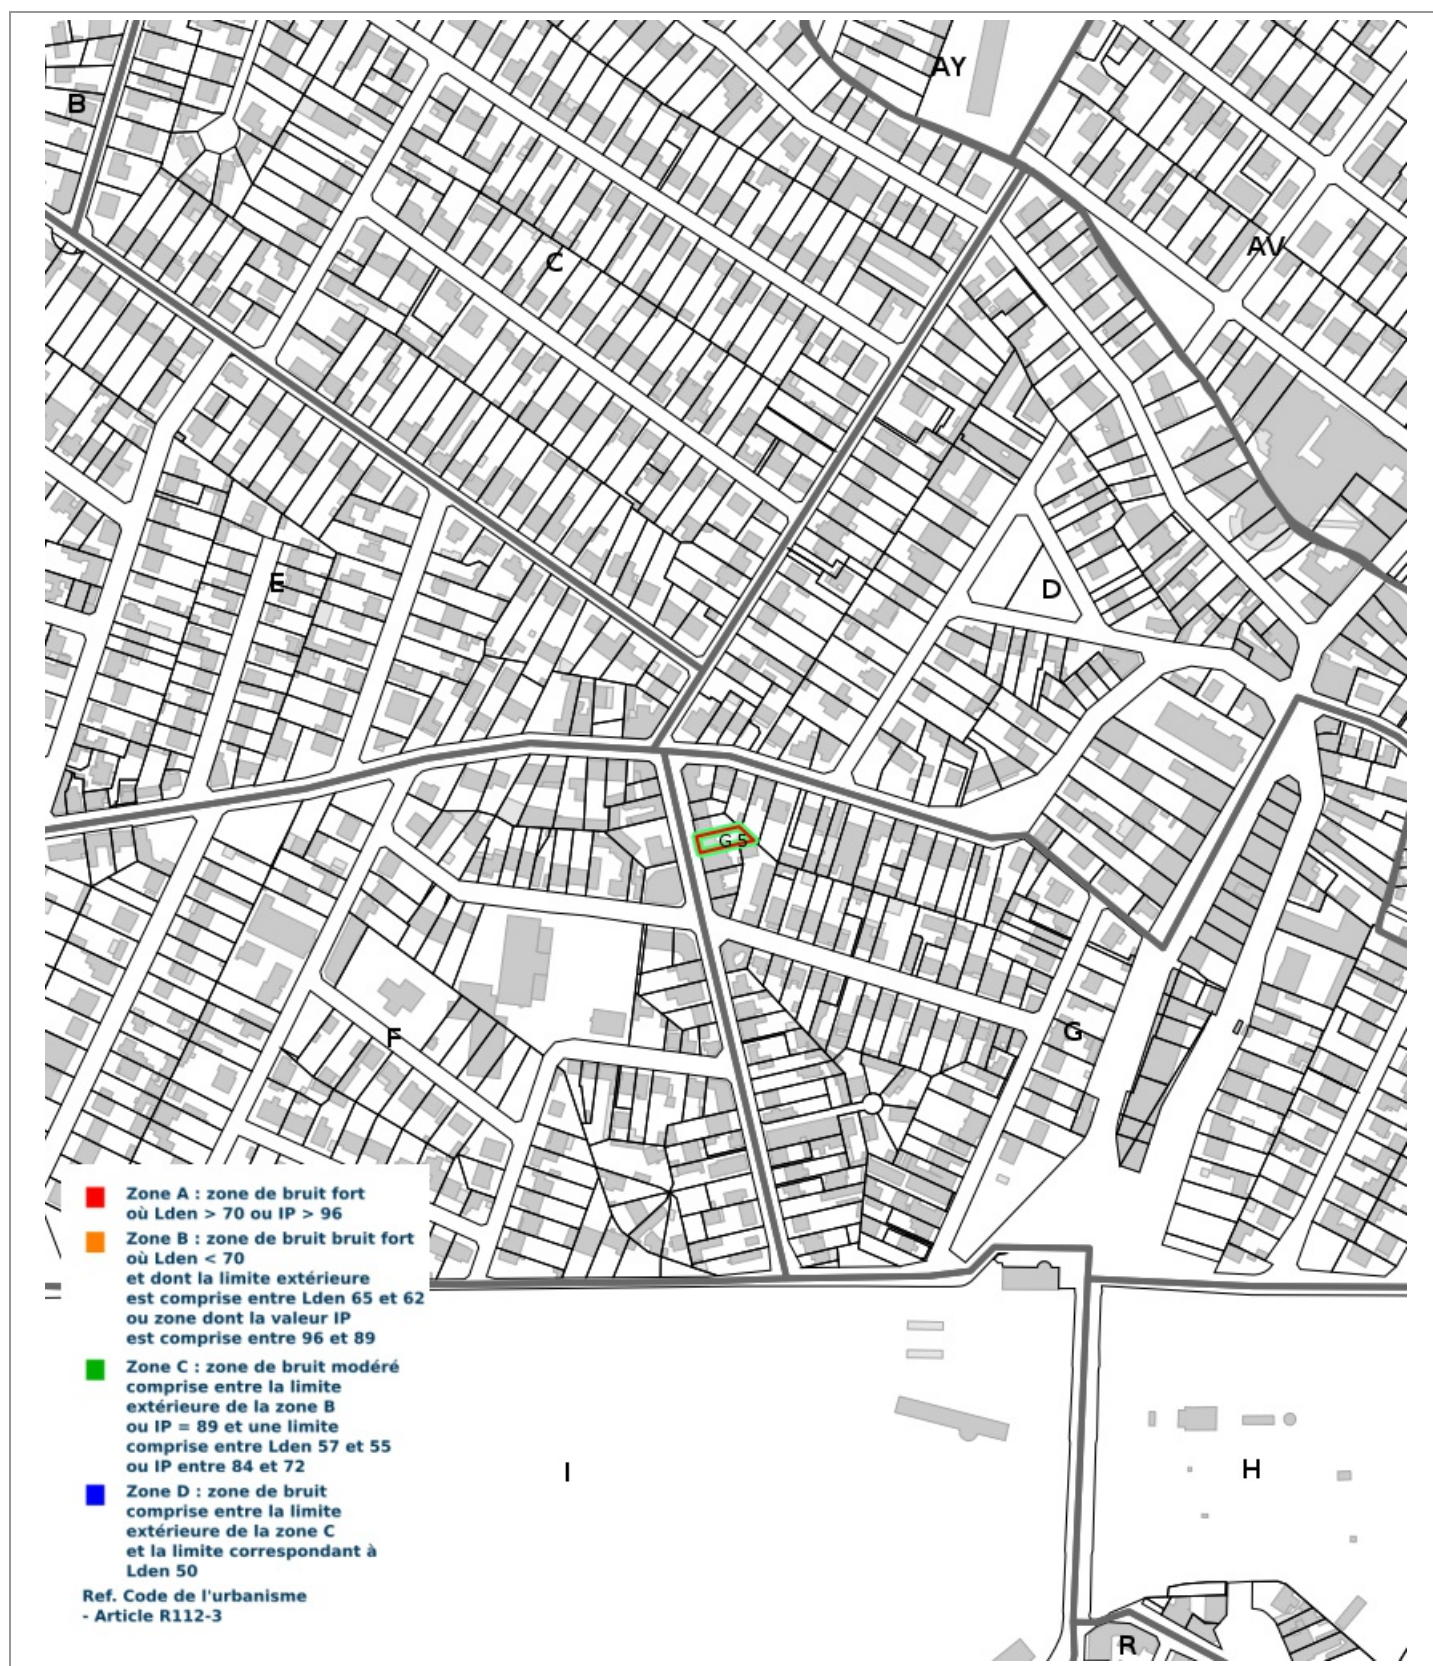 AY
B
AV
C
E
D
G 5
F
G
Zone A : zone de bruit fort
où Lden > 70 ou IP > 96
Zone B : zone de bruit bruit fort
où Lden < 70
et dont la limite extérieure
est comprise entre Lden 65 et 62
ou zone dont la valeur IP
est comprise entre 96 et 89
Zone C : zone de bruit modéré
comprise entre la limite
extérieure de la zone B
ou IP = 89 et une limite
comprise entre Lden 57 et 55
ou IP entre 84 et 72
Zone D : zone de bruit
comprise entre la limite
extérieure de la zone C
et la limite correspondant à
Lden 50
Ref. Code de l'urbanisme
- Article R112-3
I
H
R